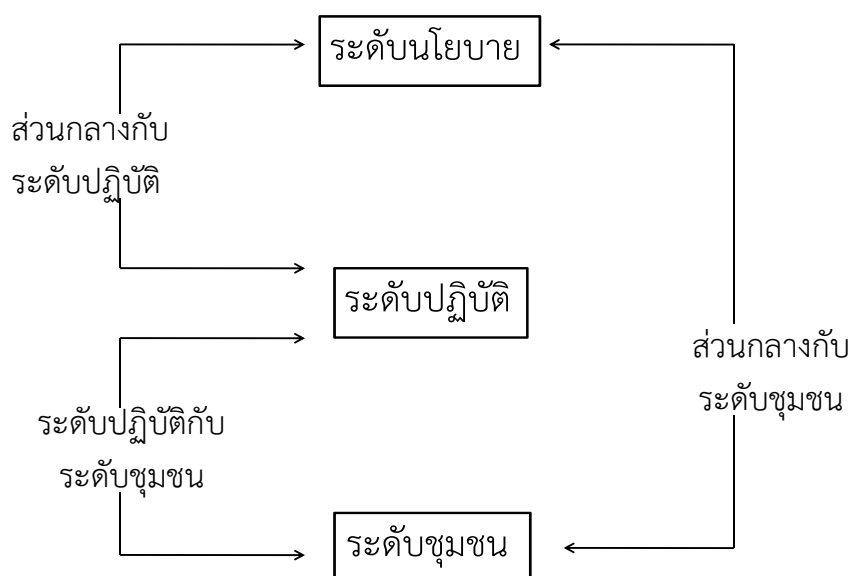 ระดับนโยบาย
ส่วนกลางกับ
ระดับปฏิบัติ
ระดับปฏิบัติ
ส่วนกลางกับ
ระดับชุมชน
ระดับปฏิบัติกับ
ระดับชุมชน
ระดับชุมชน